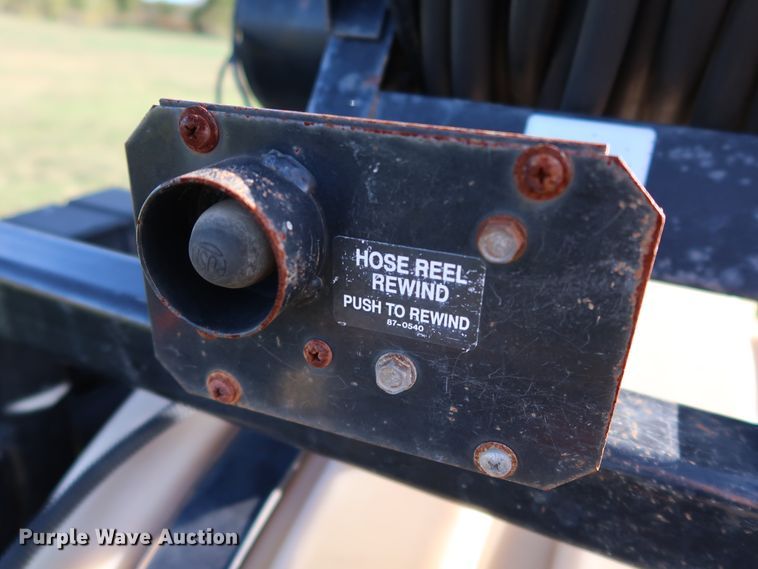 HOSE REEL
REWIND
PUSH TO REWIND
87-0540
Purple Wave Auction